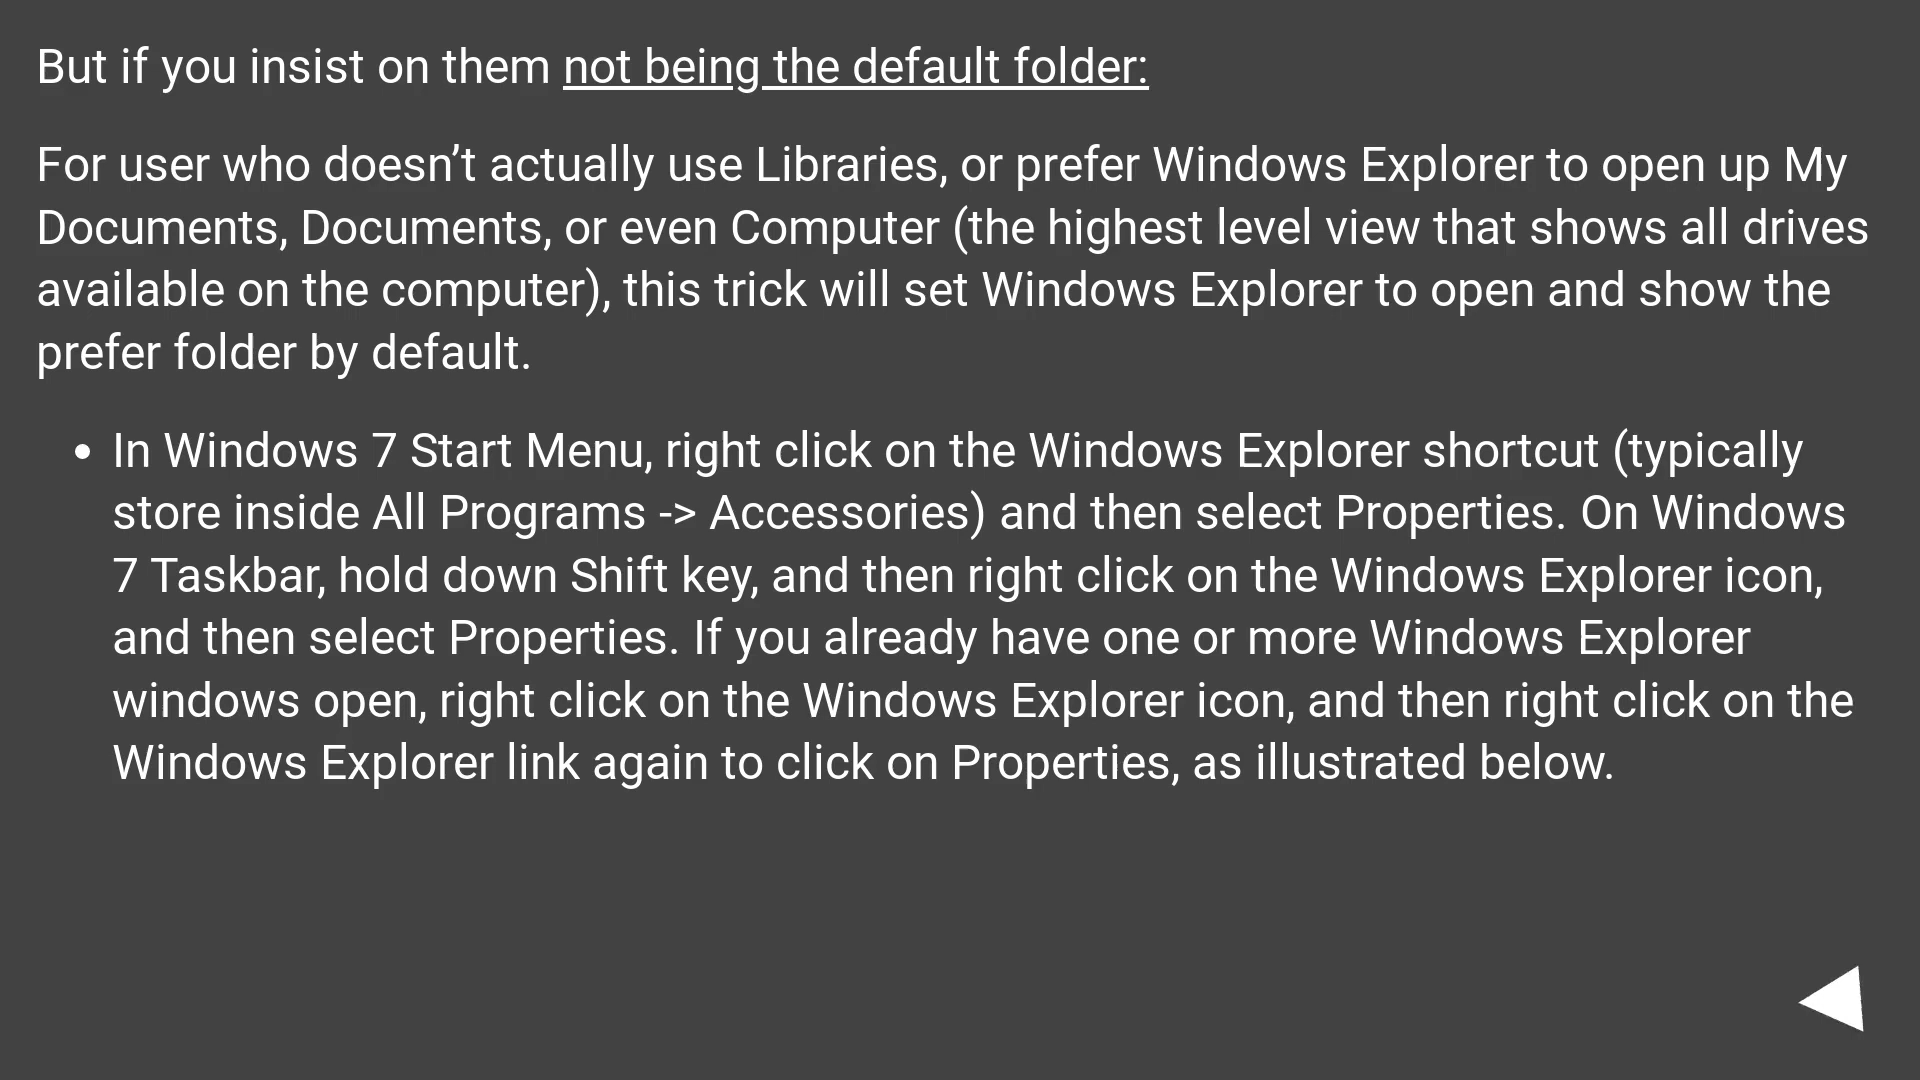 But if you insist on them not being the default folder:
For user who doesn’t actually use Libraries, or prefer Windows Explorer to open up My
Documents, Documents, or even Computer (the highest level view that shows all drives
available on the computer), this trick will set Windows Explorer to open and show the
prefer folder by default.
• In Windows 7 Start Menu, right click on the Windows Explorer shortcut (typically
store inside All Programs -> Accessories) and then select Properties. On Windows
7 Taskbar, hold down Shift key, and then right click on the Windows Explorer icon,
and then select Properties. If you already have one or more Windows Explorer
windows open, right click on the Windows Explorer icon, and then right click on the
Windows Explorer link again to click on Properties, as illustrated below.